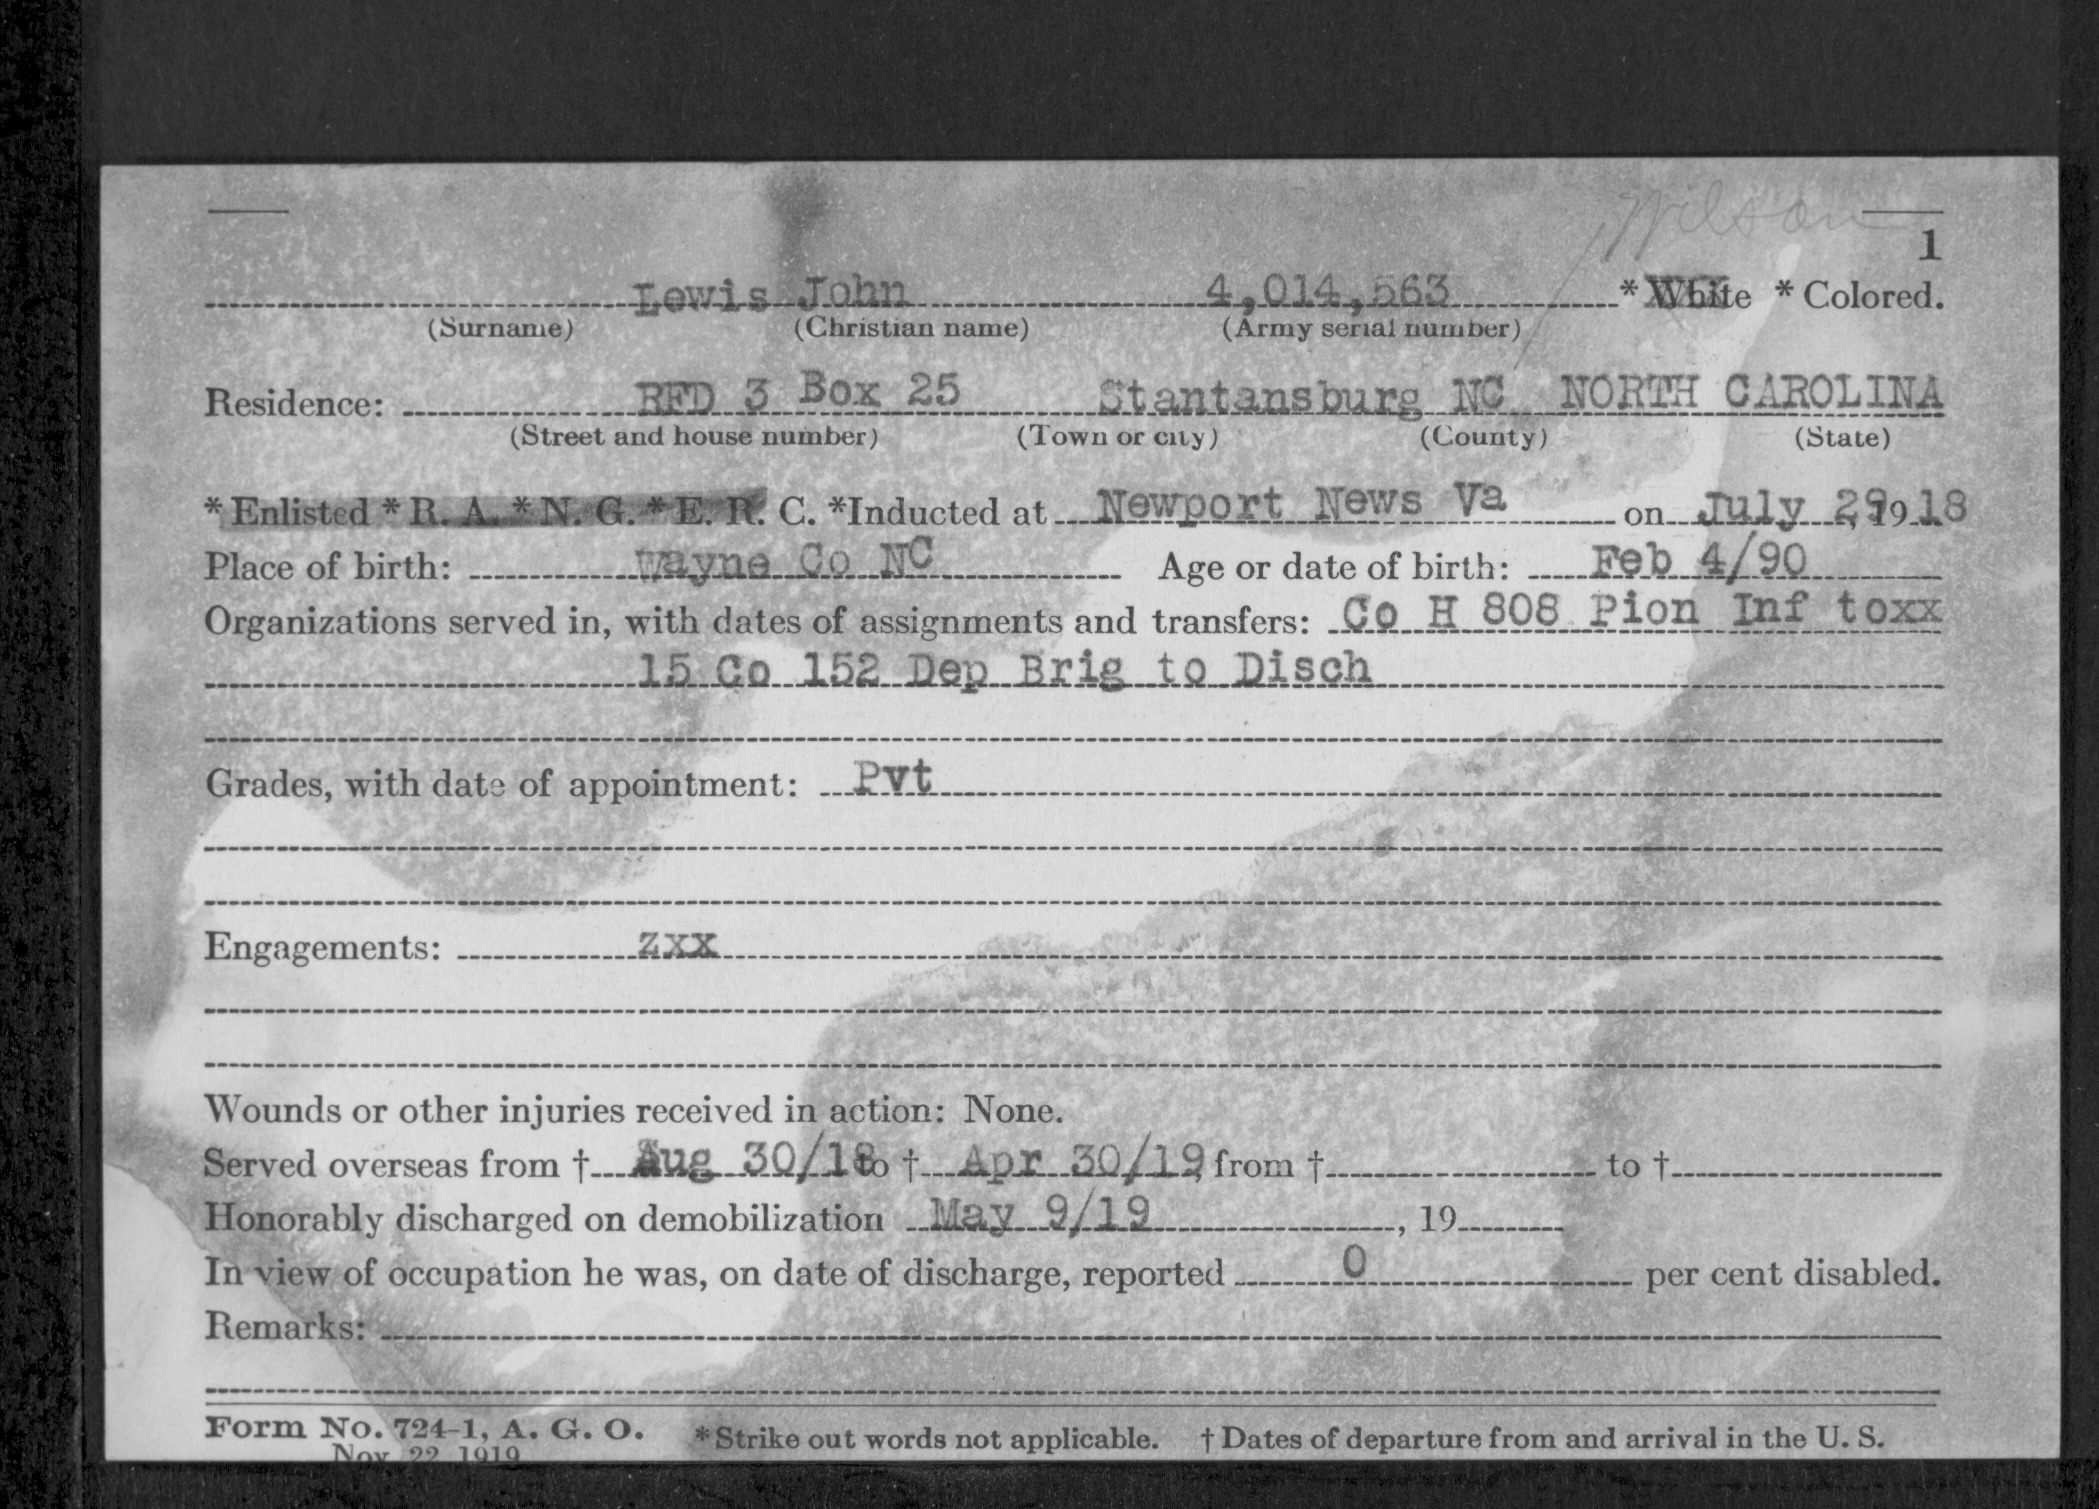 Wilson
1
Lewis John 4,014,563 * White * Colored.
(Surname) (Christian name) (Army serial number)
Residence: RFD 3 Box 25 Stantansburg NC NORTH CAROLINA
(Street and house number) (Town or city) (County) (State)
* Enlisted * R. A. * N. G. * E. R. C. *Inducted at Newport News Va on July 29, 1918
Place of birth: Wayne Co NC Age or date of birth: Feb 4/90
Organizations served in, with dates of assignments and transfers: Co H 808 Pion Inf toxx
15 Co 152 Dep Brig to Disch
Grades, with date of appointment: Pvt
Engagements: zxx
Wounds or other injuries received in action: None.
Served overseas from † Aug 30/18 to † Apr 30/19, from † to †
Honorably discharged on demobilization May 9/19, 19
In view of occupation he was, on date of discharge, reported 0 per cent disabled.
Remarks:
Form No. 724-1, A. G. O. * Strike out words not applicable. † Dates of departure from and arrival in the U. S.
Nov. 22, 1919